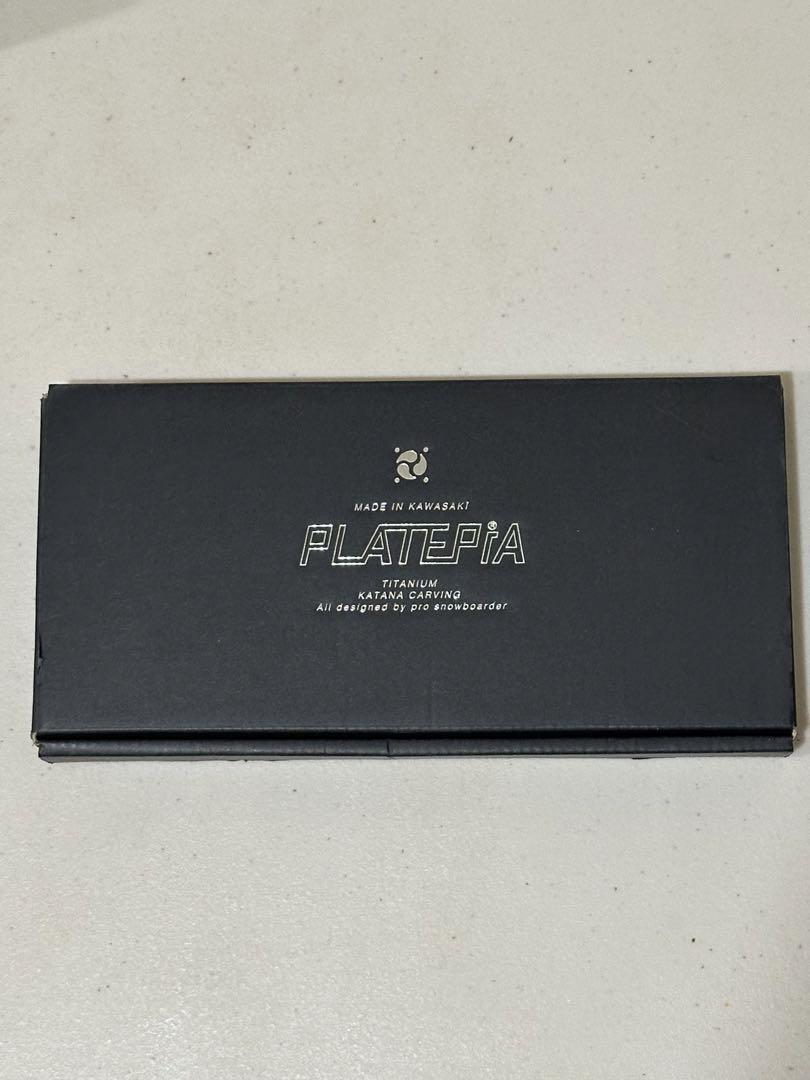 MADE IN KAWASAKI
PLATEPiA®
TITANIUM
KATANA CARVING
All designed by pro snowboarder